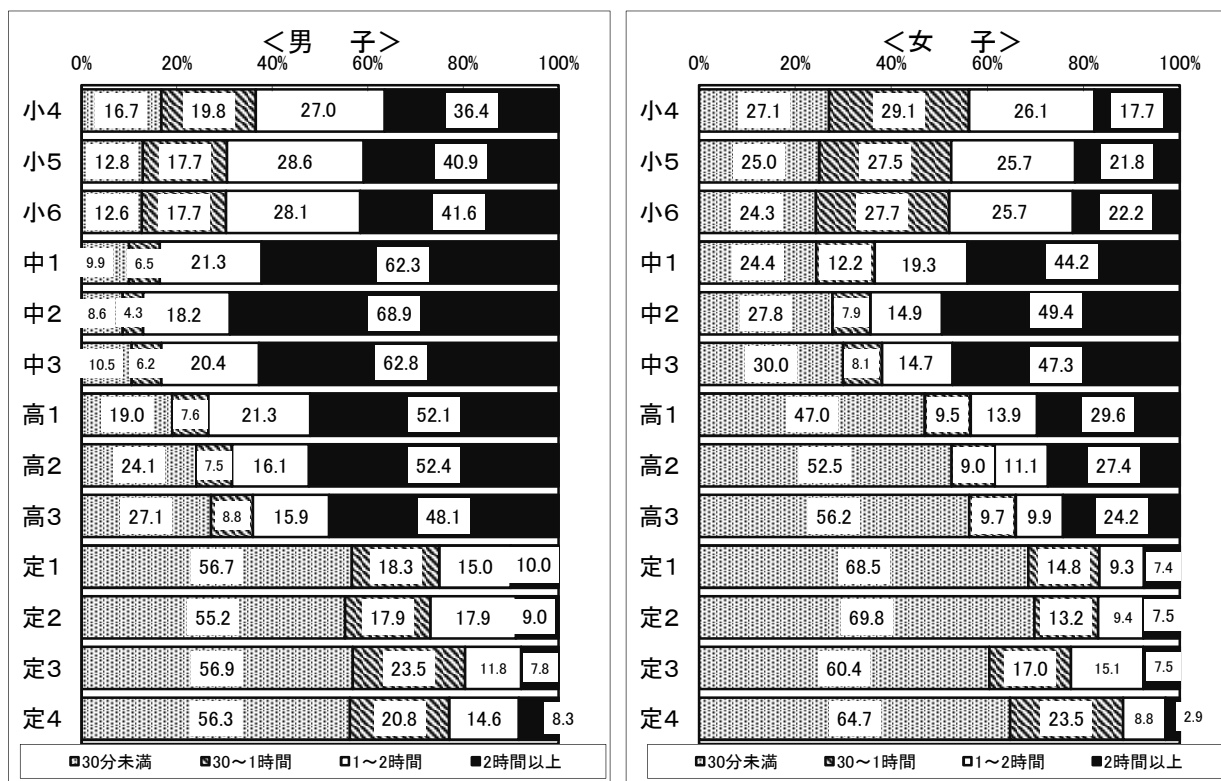 ＜男　子＞
0% 20% 40% 60% 80% 100%
小4 16.7 19.8 27.0 36.4
小5 12.8 17.7 28.6 40.9
小6 12.6 17.7 28.1 41.6
中1 9.9 6.5 21.3 62.3
中2 8.6 4.3 18.2 68.9
中3 10.5 6.2 20.4 62.8
高1 19.0 7.6 21.3 52.1
高2 24.1 7.5 16.1 52.4
高3 27.1 8.8 15.9 48.1
定1 56.7 18.3 15.0 10.0
定2 55.2 17.9 17.9 9.0
定3 56.9 23.5 11.8 7.8
定4 56.3 20.8 14.6 8.3
30分未満 30～1時間 1～2時間 2時間以上
＜女　子＞
0% 20% 40% 60% 80% 100%
小4 27.1 29.1 26.1 17.7
小5 25.0 27.5 25.7 21.8
小6 24.3 27.7 25.7 22.2
中1 24.4 12.2 19.3 44.2
中2 27.8 7.9 14.9 49.4
中3 30.0 8.1 14.7 47.3
高1 47.0 9.5 13.9 29.6
高2 52.5 9.0 11.1 27.4
高3 56.2 9.7 9.9 24.2
定1 68.5 14.8 9.3 7.4
定2 69.8 13.2 9.4 7.5
定3 60.4 17.0 15.1 7.5
定4 64.7 23.5 8.8 2.9
30分未満 30～1時間 1～2時間 2時間以上